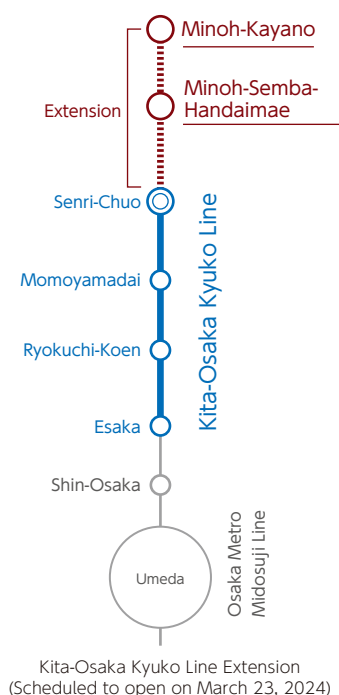 Minoh-Kayano
Minoh-Semba-
Handaimae
Extension
Senri-Chuo
Kita-Osaka Kyuko Line
Momoyamadai
Ryokuchi-Koen
Esaka
Shin-Osaka
Osaka Metro
Midosuji Line
Umeda
Kita-Osaka Kyuko Line Extension
(Scheduled to open on March 23, 2024)